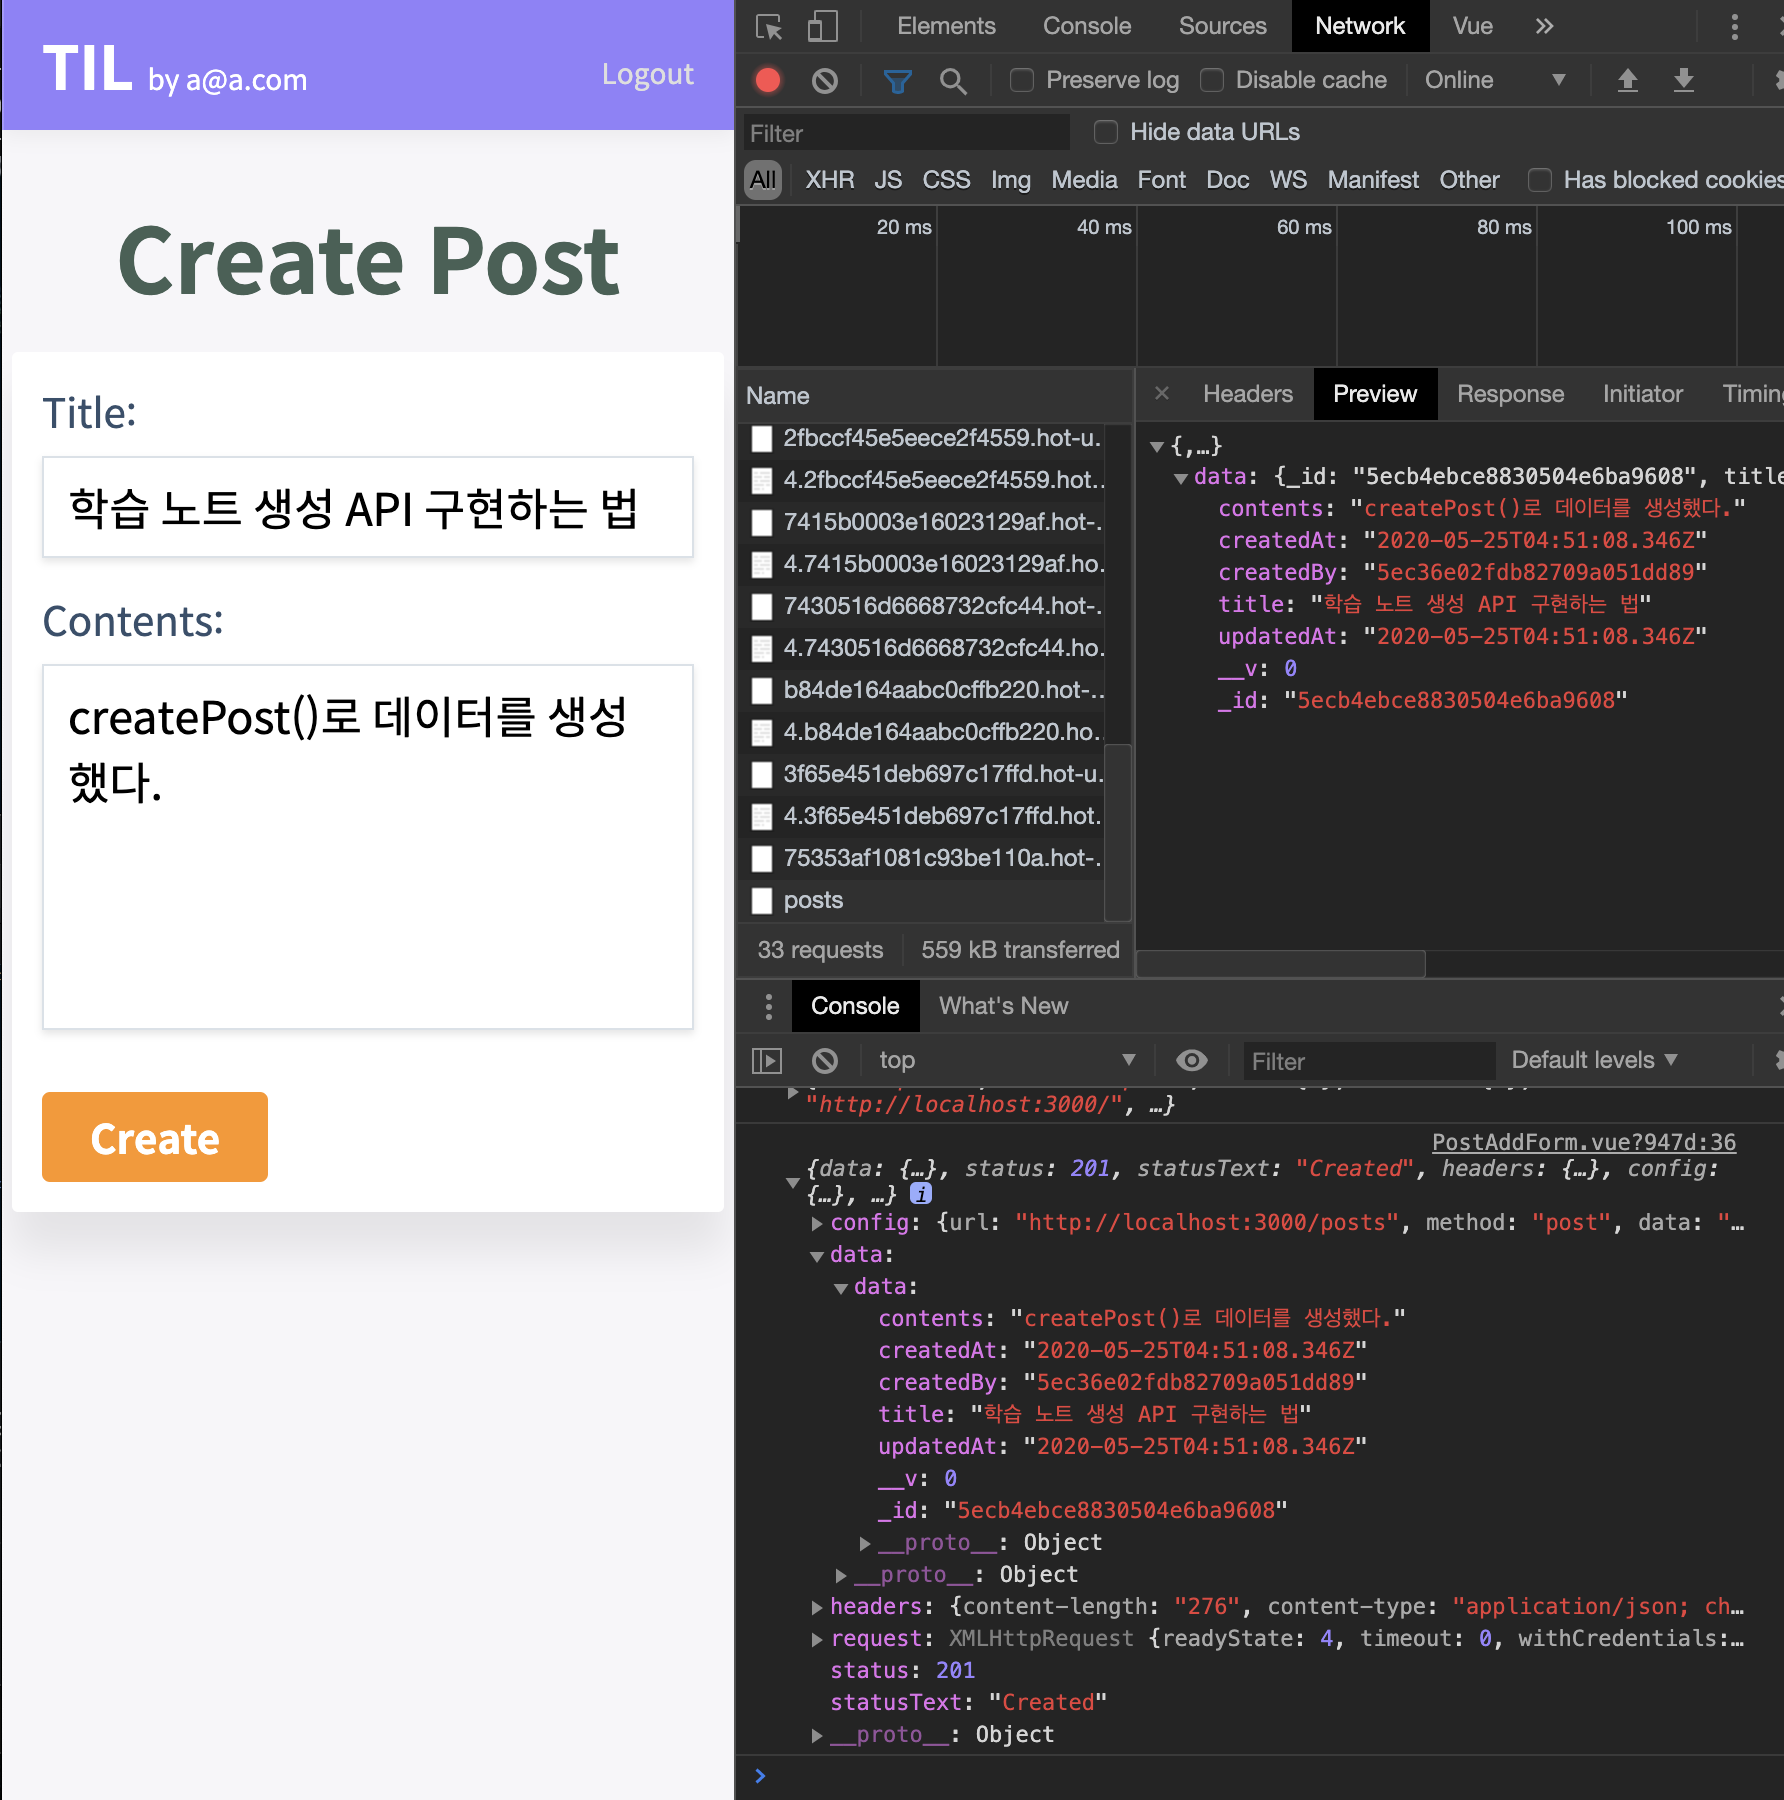 TIL by a@a.com
Logout
Create Post
Title:
학습 노트 생성 API 구현하는 법
Contents:
createPost()로 데이터를 생성
했다.
Create
Elements Console Sources Network Vue »
Preserve log Disable cache Online
Filter Hide data URLs
All XHR JS CSS Img Media Font Doc WS Manifest Other Has blocked cookies
20 ms 40 ms 60 ms 80 ms 100 ms
Name
2fbccf45e5eece2f4559.hot-u.
4.2fbccf45e5eece2f4559.hot..
7415b0003e16023129af.hot-.
4.7415b0003e16023129af.ho.
7430516d6668732cfc44.hot-.
4.7430516d6668732cfc44.ho.
b84de164aabc0cffb220.hot-..
4.b84de164aabc0cffb220.ho..
3f65e451deb697c17ffd.hot-u.
4.3f65e451deb697c17ffd.hot.
75353af1081c93be110a.hot-.
posts
33 requests 559 kB transferred
× Headers Preview Response Initiator Timing
{,…}
data: {_id: "5ecb4ebce8830504e6ba9608", title
contents: "createPost()로 데이터를 생성했다."
createdAt: "2020-05-25T04:51:08.346Z"
createdBy: "5ec36e02fdb82709a051dd89"
title: "학습 노트 생성 API 구현하는 법"
updatedAt: "2020-05-25T04:51:08.346Z"
__v: 0
_id: "5ecb4ebce8830504e6ba9608"
Console What's New
top Filter Default levels
"http://localhost:3000/", …}
PostAddForm.vue?947d:36
{data: {…}, status: 201, statusText: "Created", headers: {…}, config:
{…}, …} i
config: {url: "http://localhost:3000/posts", method: "post", data: "…
data:
data:
contents: "createPost()로 데이터를 생성했다."
createdAt: "2020-05-25T04:51:08.346Z"
createdBy: "5ec36e02fdb82709a051dd89"
title: "학습 노트 생성 API 구현하는 법"
updatedAt: "2020-05-25T04:51:08.346Z"
__v: 0
_id: "5ecb4ebce8830504e6ba9608"
__proto__: Object
__proto__: Object
headers: {content-length: "276", content-type: "application/json; ch…
request: XMLHttpRequest {readyState: 4, timeout: 0, withCredentials:…
status: 201
statusText: "Created"
__proto__: Object